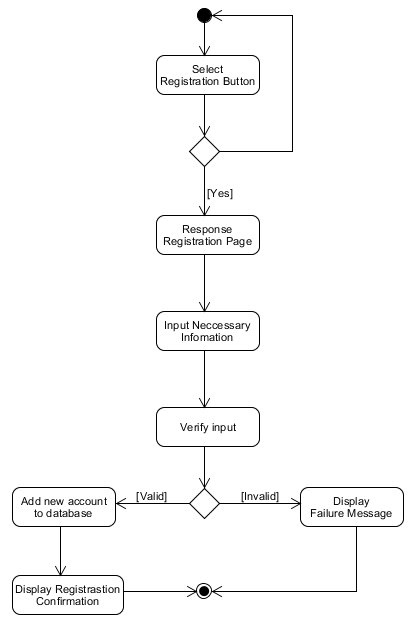 Select
Registration Button
[Yes]
Response
Registration Page
Input Neccessary
Infomation
Verify input
[Valid]
[Invalid]
Add new account
to database
Display
Failure Message
Display Registrastion
Confirmation